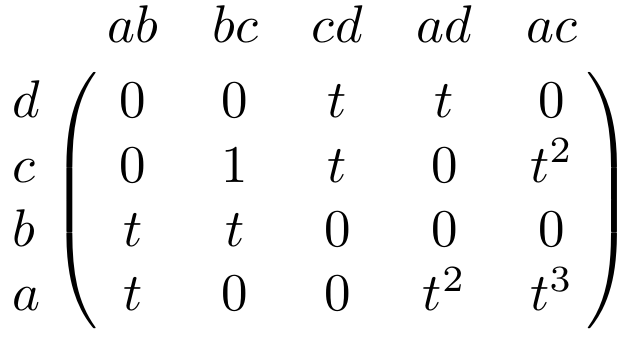 ab bc cd ad ac
d 0 0 t t 0
c 0 1 t 0 t²
b t t 0 0 0
a t 0 0 t² t³